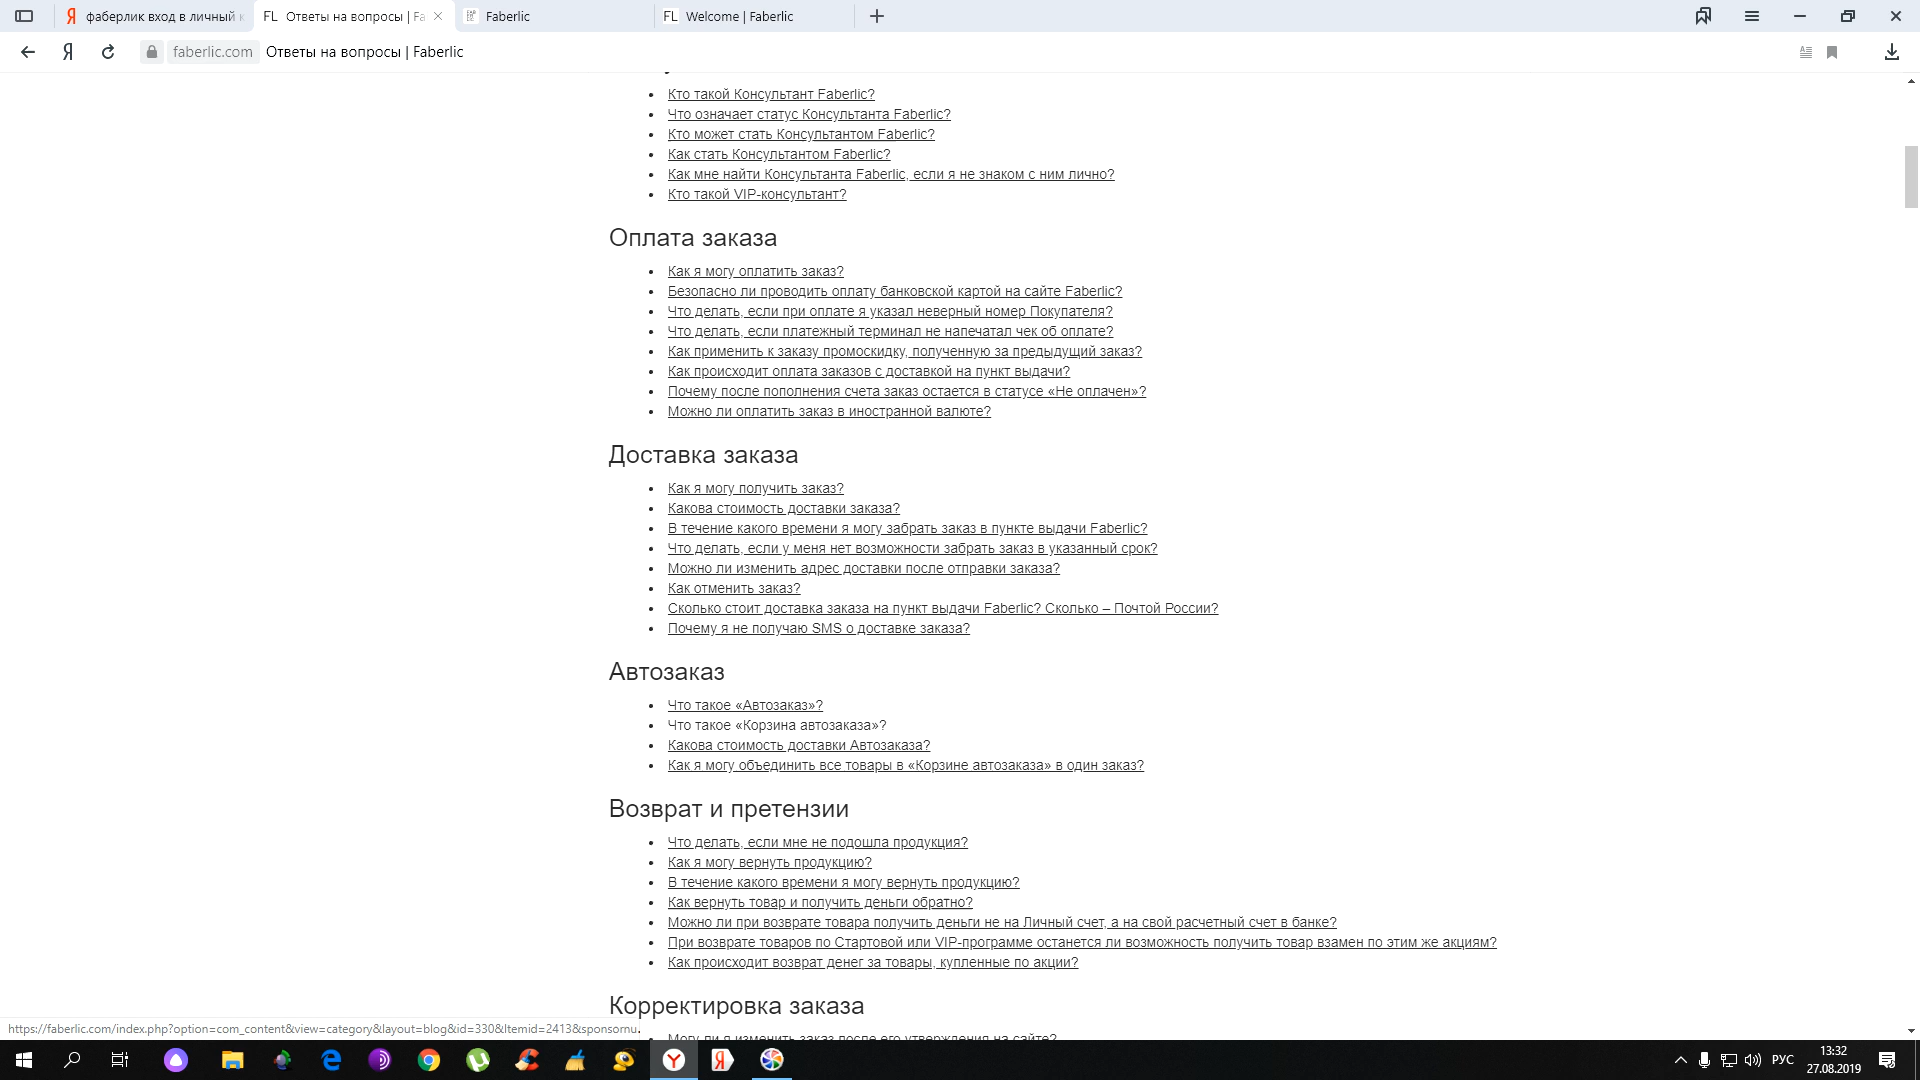 фаберлик вход в личный к
FL Ответы на вопросы | Fa
Faberlic
FL Welcome | Faberlic
faberlic.com Ответы на вопросы | Faberlic
Кто такой Консультант Faberlic?
Что означает статус Консультанта Faberlic?
Кто может стать Консультантом Faberlic?
Как стать Консультантом Faberlic?
Как мне найти Консультанта Faberlic, если я не знаком с ним лично?
Кто такой VIP-консультант?
Оплата заказа
Как я могу оплатить заказ?
Безопасно ли проводить оплату банковской картой на сайте Faberlic?
Что делать, если при оплате я указал неверный номер Покупателя?
Что делать, если платежный терминал не напечатал чек об оплате?
Как применить к заказу промоскидку, полученную за предыдущий заказ?
Как происходит оплата заказов с доставкой на пункт выдачи?
Почему после пополнения счета заказ остается в статусе «Не оплачен»?
Можно ли оплатить заказ в иностранной валюте?
Доставка заказа
Как я могу получить заказ?
Какова стоимость доставки заказа?
В течение какого времени я могу забрать заказ в пункте выдачи Faberlic?
Что делать, если у меня нет возможности забрать заказ в указанный срок?
Можно ли изменить адрес доставки после отправки заказа?
Как отменить заказ?
Сколько стоит доставка заказа на пункт выдачи Faberlic? Сколько – Почтой России?
Почему я не получаю SMS о доставке заказа?
Автозаказ
Что такое «Автозаказ»?
Что такое «Корзина автозаказа»?
Какова стоимость доставки Автозаказа?
Как я могу объединить все товары в «Корзине автозаказа» в один заказ?
Возврат и претензии
Что делать, если мне не подошла продукция?
Как я могу вернуть продукцию?
В течение какого времени я могу вернуть продукцию?
Как вернуть товар и получить деньги обратно?
Можно ли при возврате товара получить деньги не на Личный счет, а на свой расчетный счет в банке?
При возврате товаров по Стартовой или VIP-программе останется ли возможность получить товар взамен по этим же акциям?
Как происходит возврат денег за товары, купленные по акции?
Корректировка заказа
Могу ли я изменить заказ после его утверждения на сайте?
https://faberlic.com/index.php?option=com_content&view=category&layout=blog&id=330&Itemid=2413&sponsornu...
РУС
13:32
27.08.2019